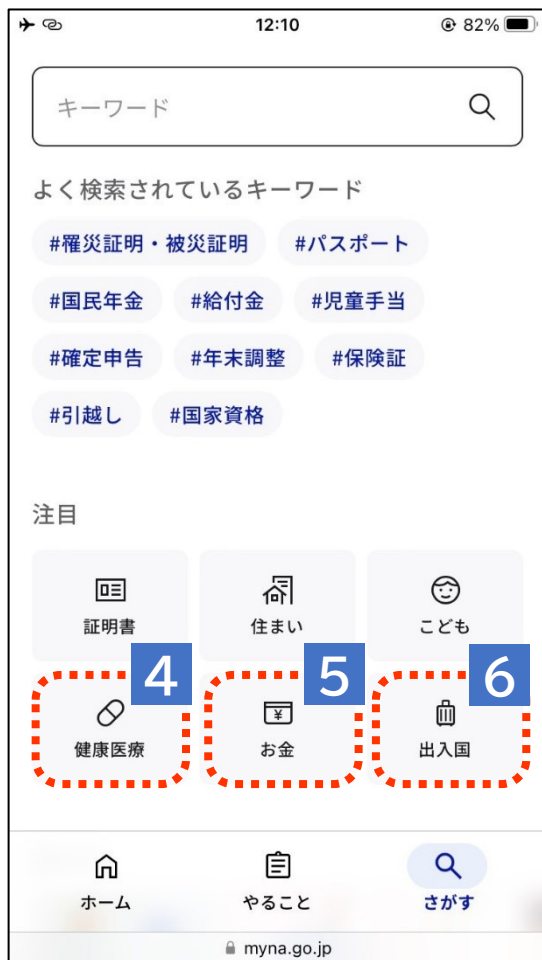 12:10
82%
キーワード
よく検索されているキーワード
#罹災証明・被災証明 #パスポート
#国民年金 #給付金 #児童手当
#確定申告 #年末調整 #保険証
#引越し #国家資格
注目
証明書 住まい こども
4 5 6
健康医療 お金 出入国
ホーム やること さがす
myna.go.jp